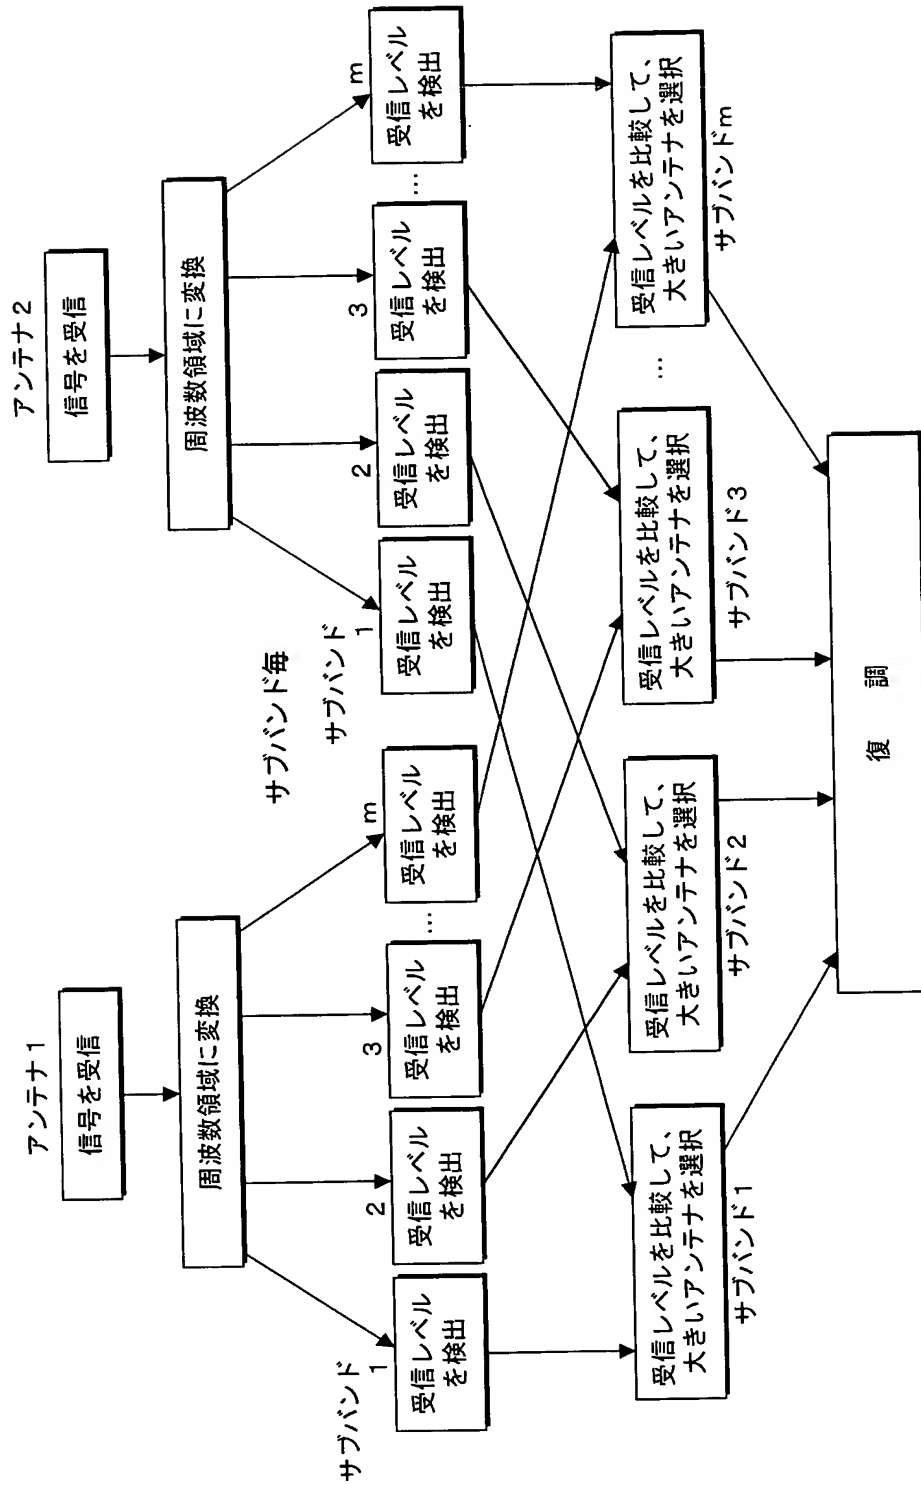 アンテナ1
信号を受信
周波数領域に変換
サブバンド
1
2
3
m
受信レベル
を検出
受信レベル
を検出
受信レベル
を検出
…
受信レベル
を検出
アンテナ2
信号を受信
周波数領域に変換
サブバンド毎
サブバンド
1
2
3
m
受信レベル
を検出
受信レベル
を検出
受信レベル
を検出
…
受信レベル
を検出
受信レベルを比較して、
大きいアンテナを選択
サブバンド1
受信レベルを比較して、
大きいアンテナを選択
サブバンド2
受信レベルを比較して、
大きいアンテナを選択
サブバンド3
…
受信レベルを比較して、
大きいアンテナを選択
サブバンドm
復 調